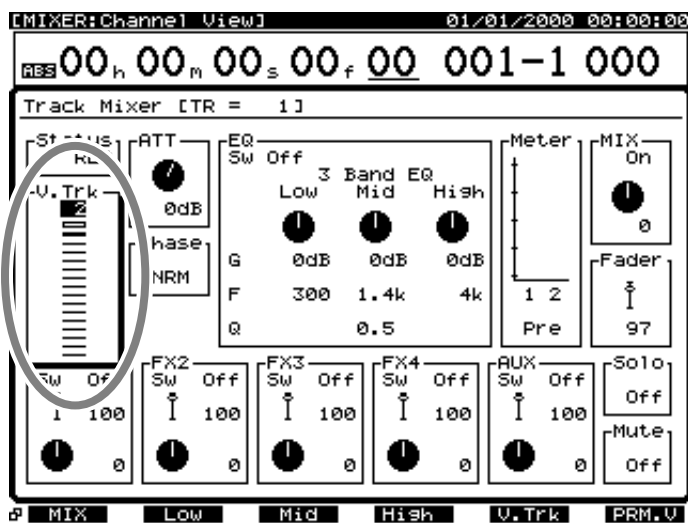 [MIXER:Channel View] 01/01/2000 00:00:00
ABS 00h 00m 00s 00f 00 001-1 000
Track Mixer [TR = 1]
Status ATT EQ Meter MIX
Sw Off On
3 Band EQ
V.Trk Low Mid High
2
0dB 0
Phase
G 0dB 0dB 0dB Fader
NRM
F 300 1.4k 4k 1 2
Q 0.5 Pre 97
FX2 FX3 FX4 AUX Solo
Sw Off Sw Off Sw Off Sw Off Sw Off
Off
100 100 100 100 100
Mute
0 0 0 0 0 Off
MIX Low Mid High V.Trk PRM.V